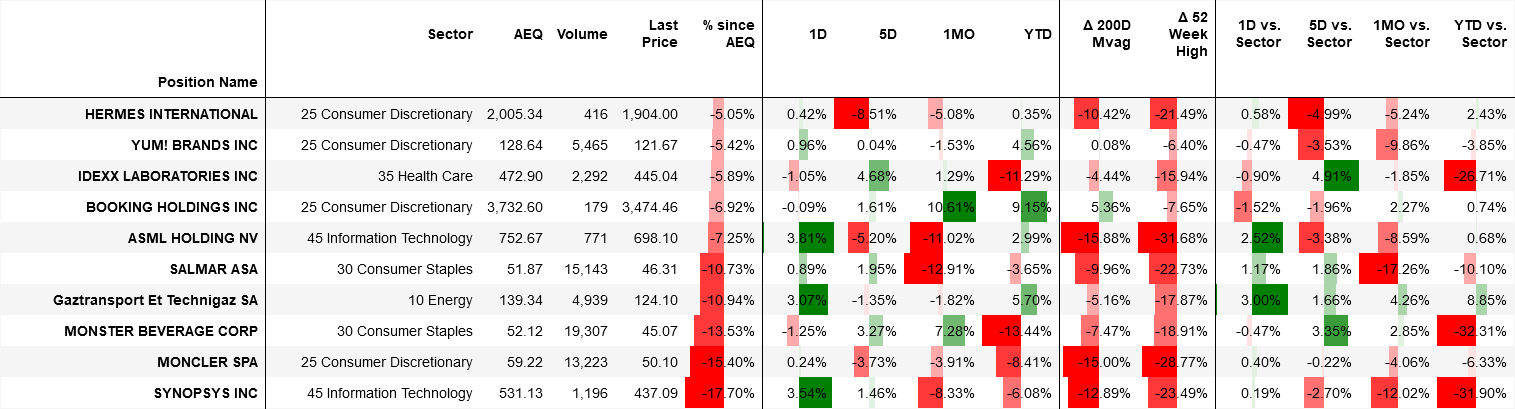 Position Name Sector AEQ Volume Last Price % since AEQ 1D 5D 1MO YTD Δ 200D Mvag Δ 52 Week High 1D vs. Sector 5D vs. Sector 1MO vs. Sector YTD vs. Sector
HERMES INTERNATIONAL 25 Consumer Discretionary 2,005.34 416 1,904.00 -5.05% 0.42% -8.51% -5.08% 0.35% -10.42% -21.49% 0.58% -4.99% -5.24% 2.43%
YUM! BRANDS INC 25 Consumer Discretionary 128.64 5,465 121.67 -5.42% 0.96% 0.04% -1.53% 4.56% 0.08% -6.40% -0.47% -3.53% -9.86% -3.85%
IDEXX LABORATORIES INC 35 Health Care 472.90 2,292 445.04 -5.89% -1.05% 4.68% 1.29% -11.29% -4.44% -15.94% -0.90% 4.91% -1.85% -26.71%
BOOKING HOLDINGS INC 25 Consumer Discretionary 3,732.60 179 3,474.46 -6.92% -0.09% 1.61% 10.61% 9.15% 5.36% -7.65% -1.52% -1.96% 2.27% 0.74%
ASML HOLDING NV 45 Information Technology 752.67 771 698.10 -7.25% 3.81% -5.20% -11.02% 2.99% -15.88% -31.68% 2.52% -3.38% -8.59% 0.68%
SALMAR ASA 30 Consumer Staples 51.87 15,143 46.31 -10.73% 0.89% 1.95% -12.91% -3.65% -9.96% -22.73% 1.17% 1.86% -17.26% -10.10%
Gaztransport Et Technigaz SA 10 Energy 139.34 4,939 124.10 -10.94% 3.07% -1.35% -1.82% 5.70% -5.16% -17.87% 3.00% 1.66% 4.26% 8.85%
MONSTER BEVERAGE CORP 30 Consumer Staples 52.12 19,307 45.07 -13.53% -1.25% 3.27% 7.28% -13.44% -7.47% -18.91% -0.47% 3.35% 2.85% -32.31%
MONCLER SPA 25 Consumer Discretionary 59.22 13,223 50.10 -15.40% 0.24% -3.73% -3.91% -8.41% -15.00% -28.77% 0.40% -0.22% -4.06% -6.33%
SYNOPSYS INC 45 Information Technology 531.13 1,196 437.09 -17.70% 3.54% 1.46% -8.33% -6.08% -12.89% -23.49% 0.19% -2.70% -12.02% -31.90%